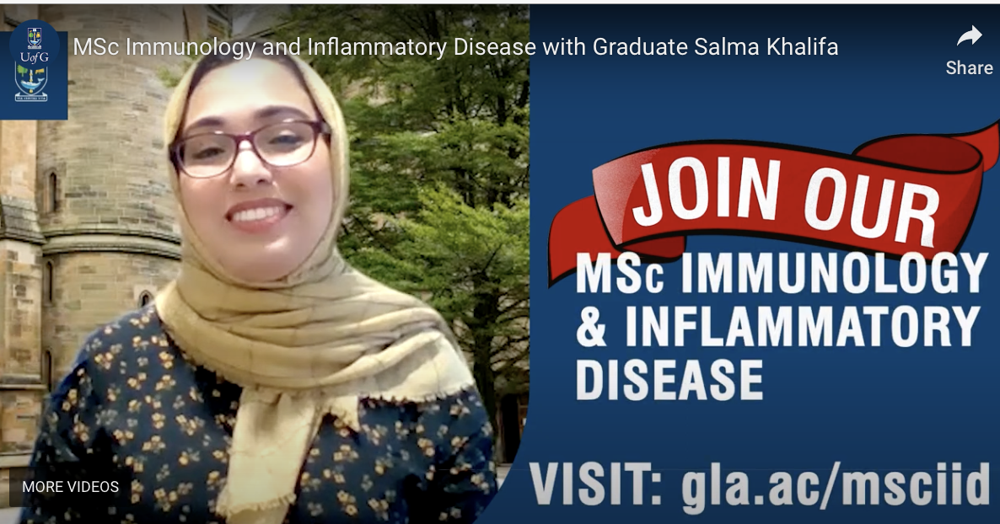 UofG
MSc Immunology and Inflammatory Disease with Graduate Salma Khalifa
Share
JOIN OUR
MSc IMMUNOLOGY
& INFLAMMATORY
DISEASE
MORE VIDEOS
VISIT: gla.ac/msciid